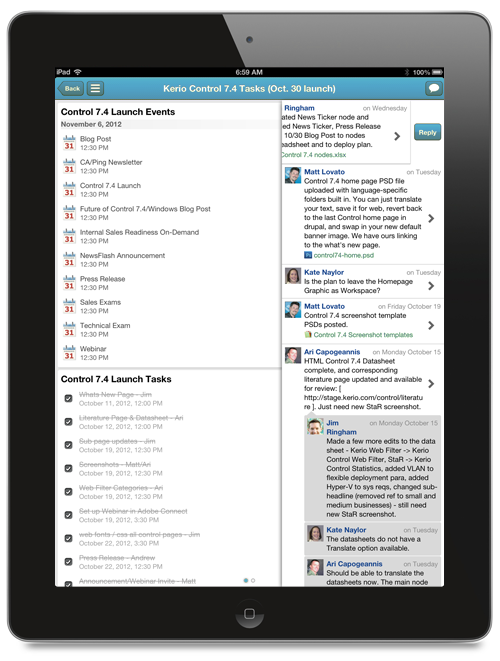 iPad
6:59 AM
100%
Back
Kerio Control 7.4 Tasks (Oct. 30 launch)
Control 7.4 Launch Events
November 6, 2012
31
Blog Post
12:30 PM
31
CA/Ping Newsletter
12:30 PM
31
Control 7.4 Launch
12:30 PM
31
Future of Control 7.4/Windows Blog Post
12:30 PM
31
Internal Sales Readiness On-Demand
12:30 PM
31
NewsFlash Announcement
12:30 PM
31
Press Release
12:30 PM
31
Sales Exams
12:30 PM
31
Technical Exam
12:30 PM
31
Webinar
12:30 PM
Control 7.4 Launch Tasks
Whats New Page - Jim
October 11, 2012, 12:00 PM
Literature Page & Datasheet - Ari
October 12, 2012, 12:00 PM
Sub page updates - Jim
October 19, 2012, 12:30 PM
Screenshots - Matt/Ari
October 19, 2012, 12:30 PM
Web Filter Categories - Ari
October 19, 2012, 12:30 PM
Set up Webinar in Adobe Connect
October 19, 2012, 3:30 PM
web fonts / css all control pages - Jim
October 22, 2012, 3:30 PM
Press Release - Andrew
October 22, 2012, 12:30 PM
Announcement/Webinar Invite - Matt
Ringham
on Wednesday
ated News Ticker node and
ed News Ticker, Press Release
10/30 Blog Post to nodes
eadsheet and to deploy plan.
Control 7.4 nodes.xlsx
Reply
Matt Lovato
on Tuesday
Control 7.4 home page PSD file
uploaded with language-specific
folders built in. You can just translate
your text, save it for web, revert back
to the last Control home page in
drupal, and swap in your new default
banner image. We have ours linking
to the what's new page.
control74-home.psd
Kate Naylor
on Tuesday
Is the plan to leave the Homepage
Graphic as Workspace?
Matt Lovato
on Friday October 19
Control 7.4 screenshot template
PSDs posted.
Control 7.4 Screenshot templates
Ari Capogeannis
on Monday October 15
HTML Control 7.4 Datasheet
complete, and corresponding
literature page updated and available
for review: [
http://stage.kerio.com/control/literatu
re ]. Just need new StaR screenshot.
Jim
Ringham
on Monday October 15
Made a few more edits to the data
sheet - Kerio Web Filter -> Kerio
Control Web Filter, StaR -> Kerio
Control Statistics, added VLAN to
flexible deployment para, added
Hyper-V to sys reqs, changed sub-
headline (removed ref to small and
medium businesses) - still need
new StaR screenshot.
Kate Naylor
on Tuesday
The datasheets do not have a
Translate option available.
Ari Capogeannis
on Tuesday
Should be able to translate the
datasheets now. The main node